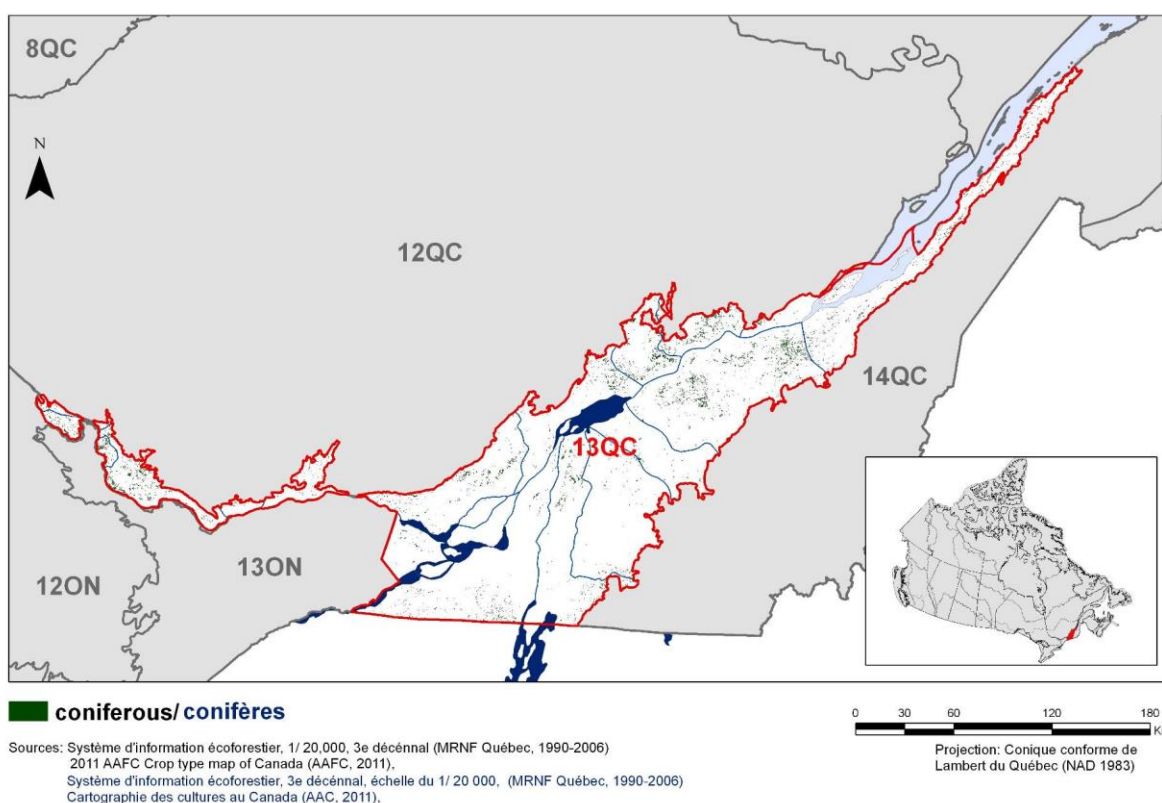 8QC
N
12QC
14QC
13QC
13ON
12ON
coniferous/ conifères
0 30 60 120 180
K
Sources: Système d'information écoforestier, 1/ 20,000, 3e décénnal (MRNF Québec, 1990-2006)
2011 AAFC Crop type map of Canada (AAFC, 2011),
Système d'information écoforestier, 3e décénnal, échelle du 1/ 20 000, (MRNF Québec, 1990-2006)
Cartographie des cultures au Canada (AAC, 2011),
Projection: Conique conforme de
Lambert du Québec (NAD 1983)